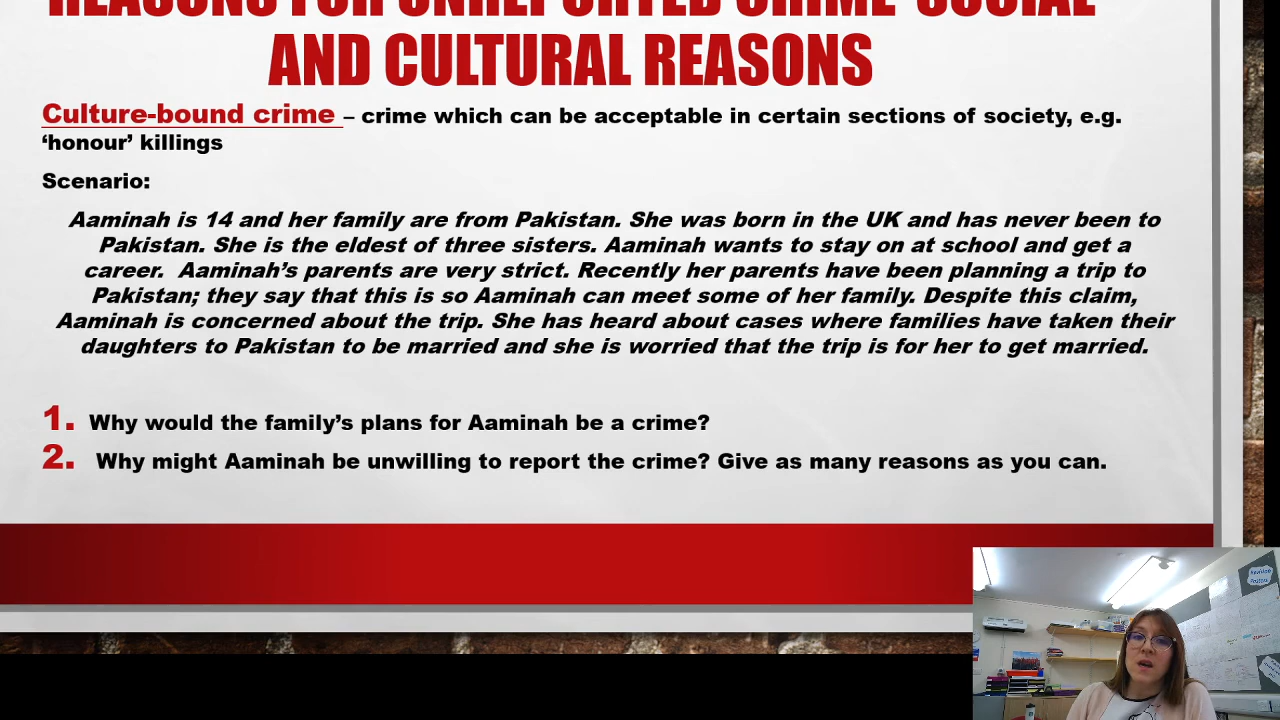 REASONS FOR UNREPORTED CRIME-SOCIAL
AND CULTURAL REASONS
Culture-bound crime – crime which can be acceptable in certain sections of society, e.g.
‘honour’ killings
Scenario:
Aaminah is 14 and her family are from Pakistan. She was born in the UK and has never been to
Pakistan. She is the eldest of three sisters. Aaminah wants to stay on at school and get a
career.  Aaminah’s parents are very strict. Recently her parents have been planning a trip to
Pakistan; they say that this is so Aaminah can meet some of her family. Despite this claim,
Aaminah is concerned about the trip. She has heard about cases where families have taken their
daughters to Pakistan to be married and she is worried that the trip is for her to get married.
1. Why would the family’s plans for Aaminah be a crime?
2. Why might Aaminah be unwilling to report the crime? Give as many reasons as you can.